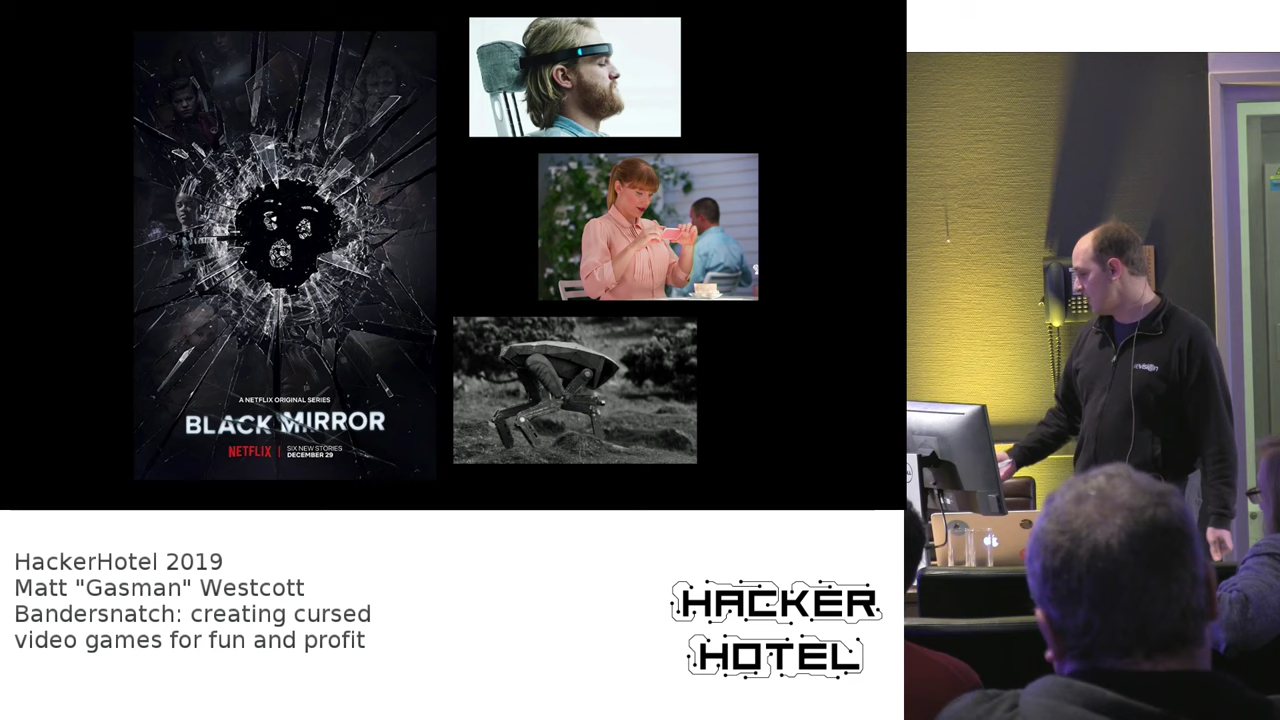 A NETFLIX ORIGINAL SERIES
BLACK MIRROR
NETFLIX | SIX NEW STORIES
DECEMBER 29
HackerHotel 2019
Matt "Gasman" Westcott
Bandersnatch: creating cursed
video games for fun and profit
HACKER
HOTEL